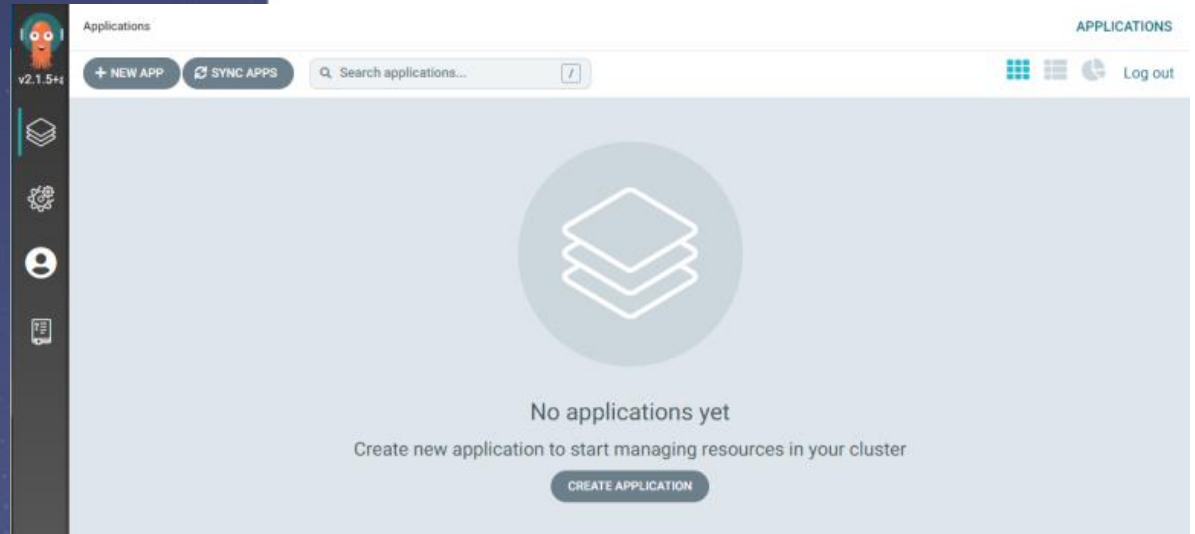 Applications
APPLICATIONS
v2.1.5+
+ NEW APP
SYNC APPS
Search applications...
/
Log out
No applications yet
Create new application to start managing resources in your cluster
CREATE APPLICATION